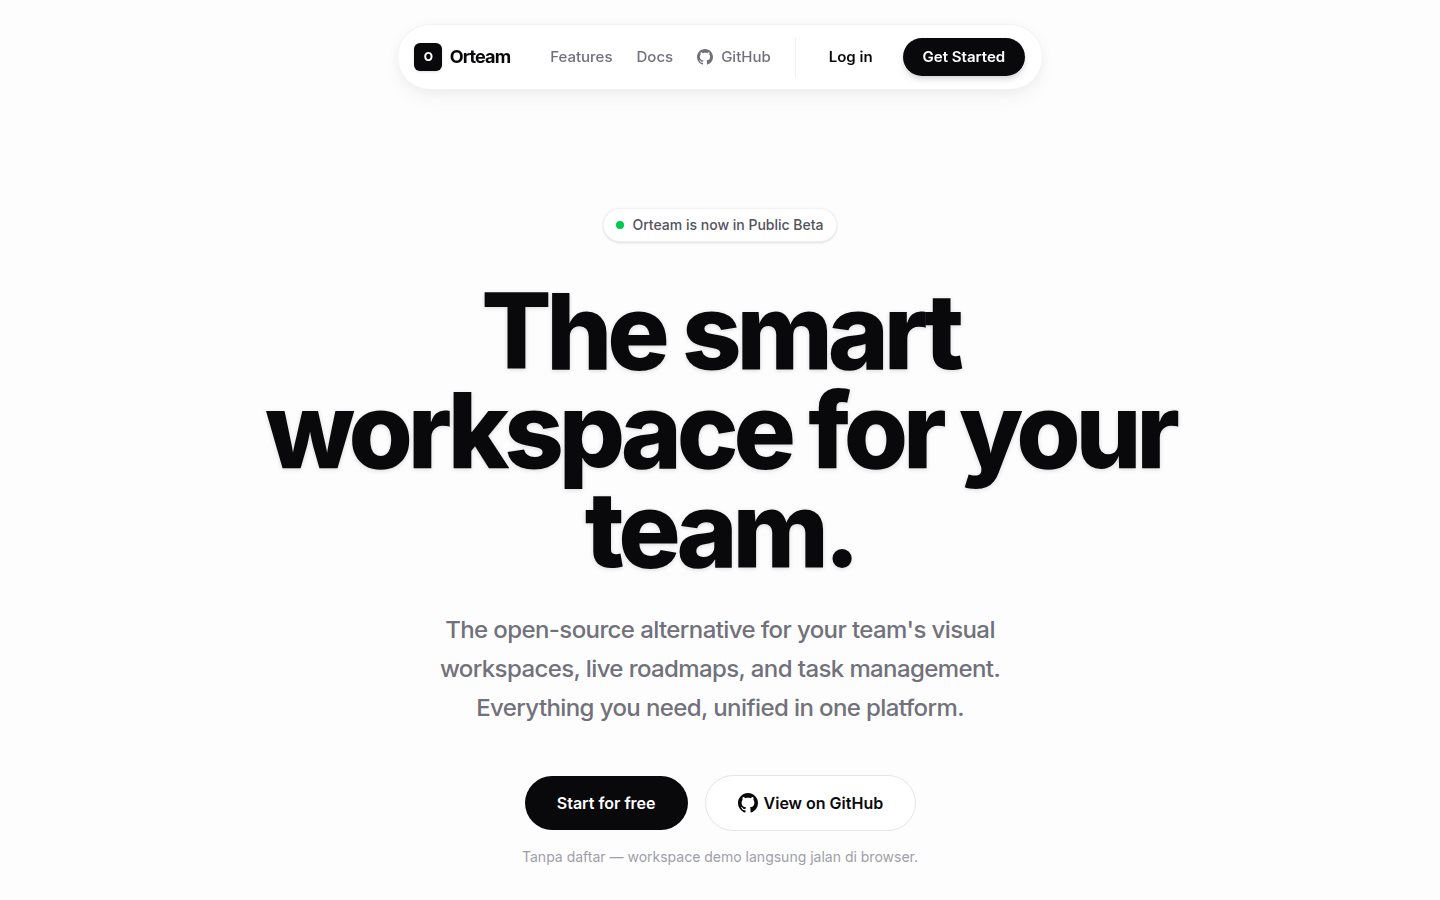 O Orteam Features Docs GitHub Log in Get Started
Orteam is now in Public Beta
The smart
workspace for your
team.
The open-source alternative for your team's visual
workspaces, live roadmaps, and task management.
Everything you need, unified in one platform.
Start for free View on GitHub
Tanpa daftar — workspace demo langsung jalan di browser.